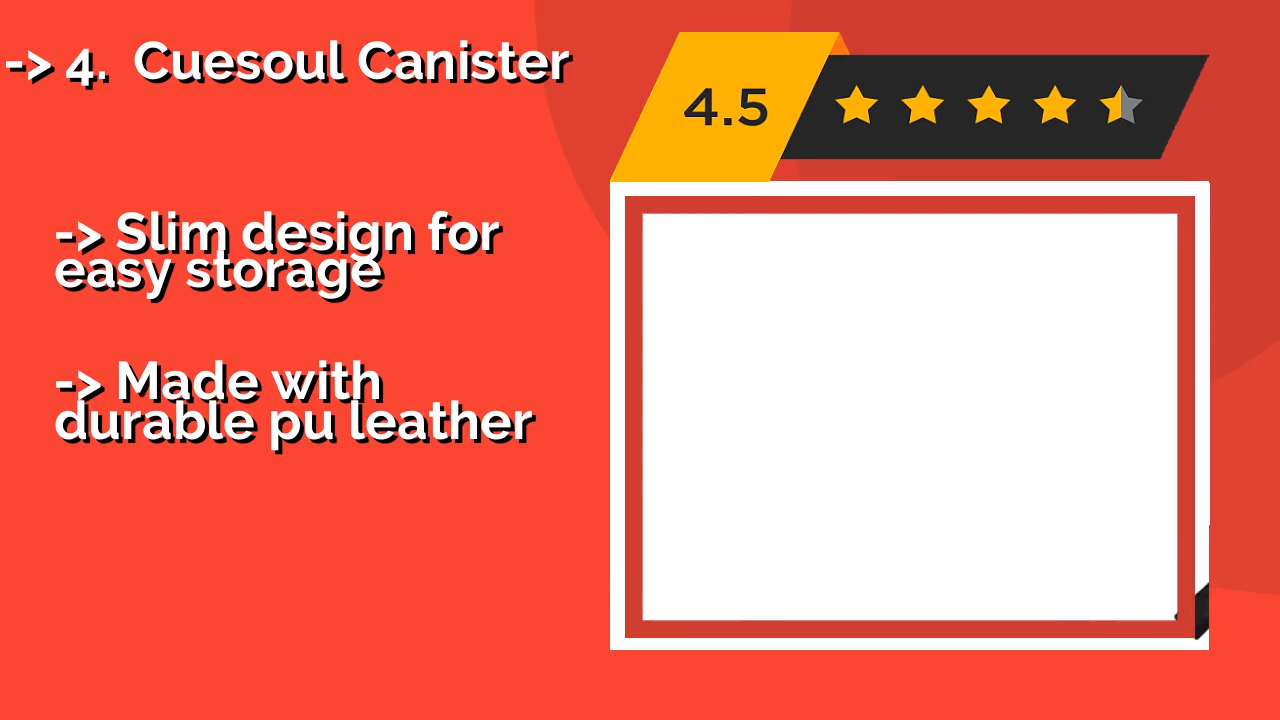 -> 4. Cuesoul Canister
4.5
-> Slim design for
easy storage
-> Made with
durable pu leather